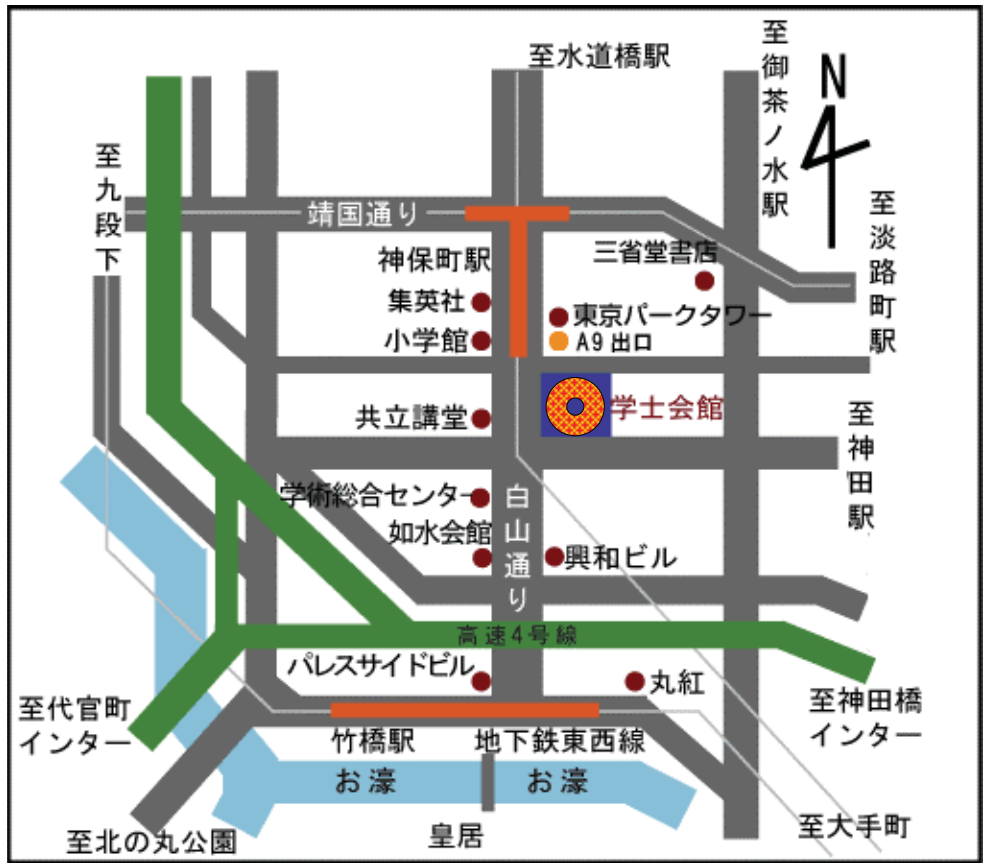 至水道橋駅
至御茶ノ水駅
N
至九段下
靖国通り
至淡路町駅
神保町駅
三省堂書店
集英社
東京パークタワー
小学館
A9出口
学士会館
共立講堂
至神田駅
学術総合センター
白山通り
如水会館
興和ビル
高速4号線
パレスサイドビル
丸紅
至代官町
インター
至神田橋
インター
竹橋駅
地下鉄東西線
お濠
お濠
至大手町
皇居
至北の丸公園